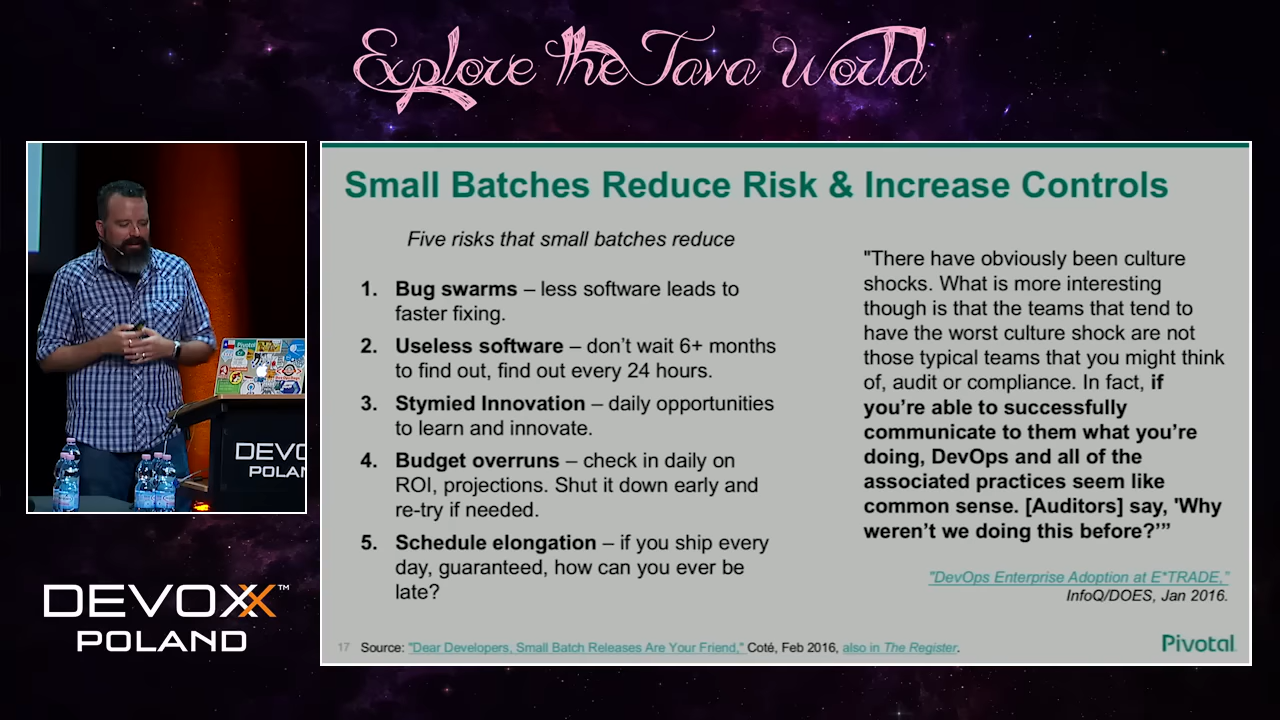 Explore the Java World
Small Batches Reduce Risk & Increase Controls
Five risks that small batches reduce
1. Bug swarms – less software leads to
faster fixing.
2. Useless software – don't wait 6+ months
to find out, find out every 24 hours.
3. Stymied Innovation – daily opportunities
to learn and innovate.
4. Budget overruns – check in daily on
ROI, projections. Shut it down early and
re-try if needed.
5. Schedule elongation – if you ship every
day, guaranteed, how can you ever be
late?
"There have obviously been culture
shocks. What is more interesting
though is that the teams that tend to
have the worst culture shock are not
those typical teams that you might think
of, audit or compliance. In fact, if
you're able to successfully
communicate to them what you're
doing, DevOps and all of the
associated practices seem like
common sense. [Auditors] say, 'Why
weren't we doing this before?'"
"DevOps Enterprise Adoption at E*TRADE,"
InfoQ/DOES, Jan 2016.
17 Source: "Dear Developers, Small Batch Releases Are Your Friend," Coté, Feb 2016, also in The Register.
Pivotal
Pivotal
DEVO
POLAN
DEVOXX™
POLAND